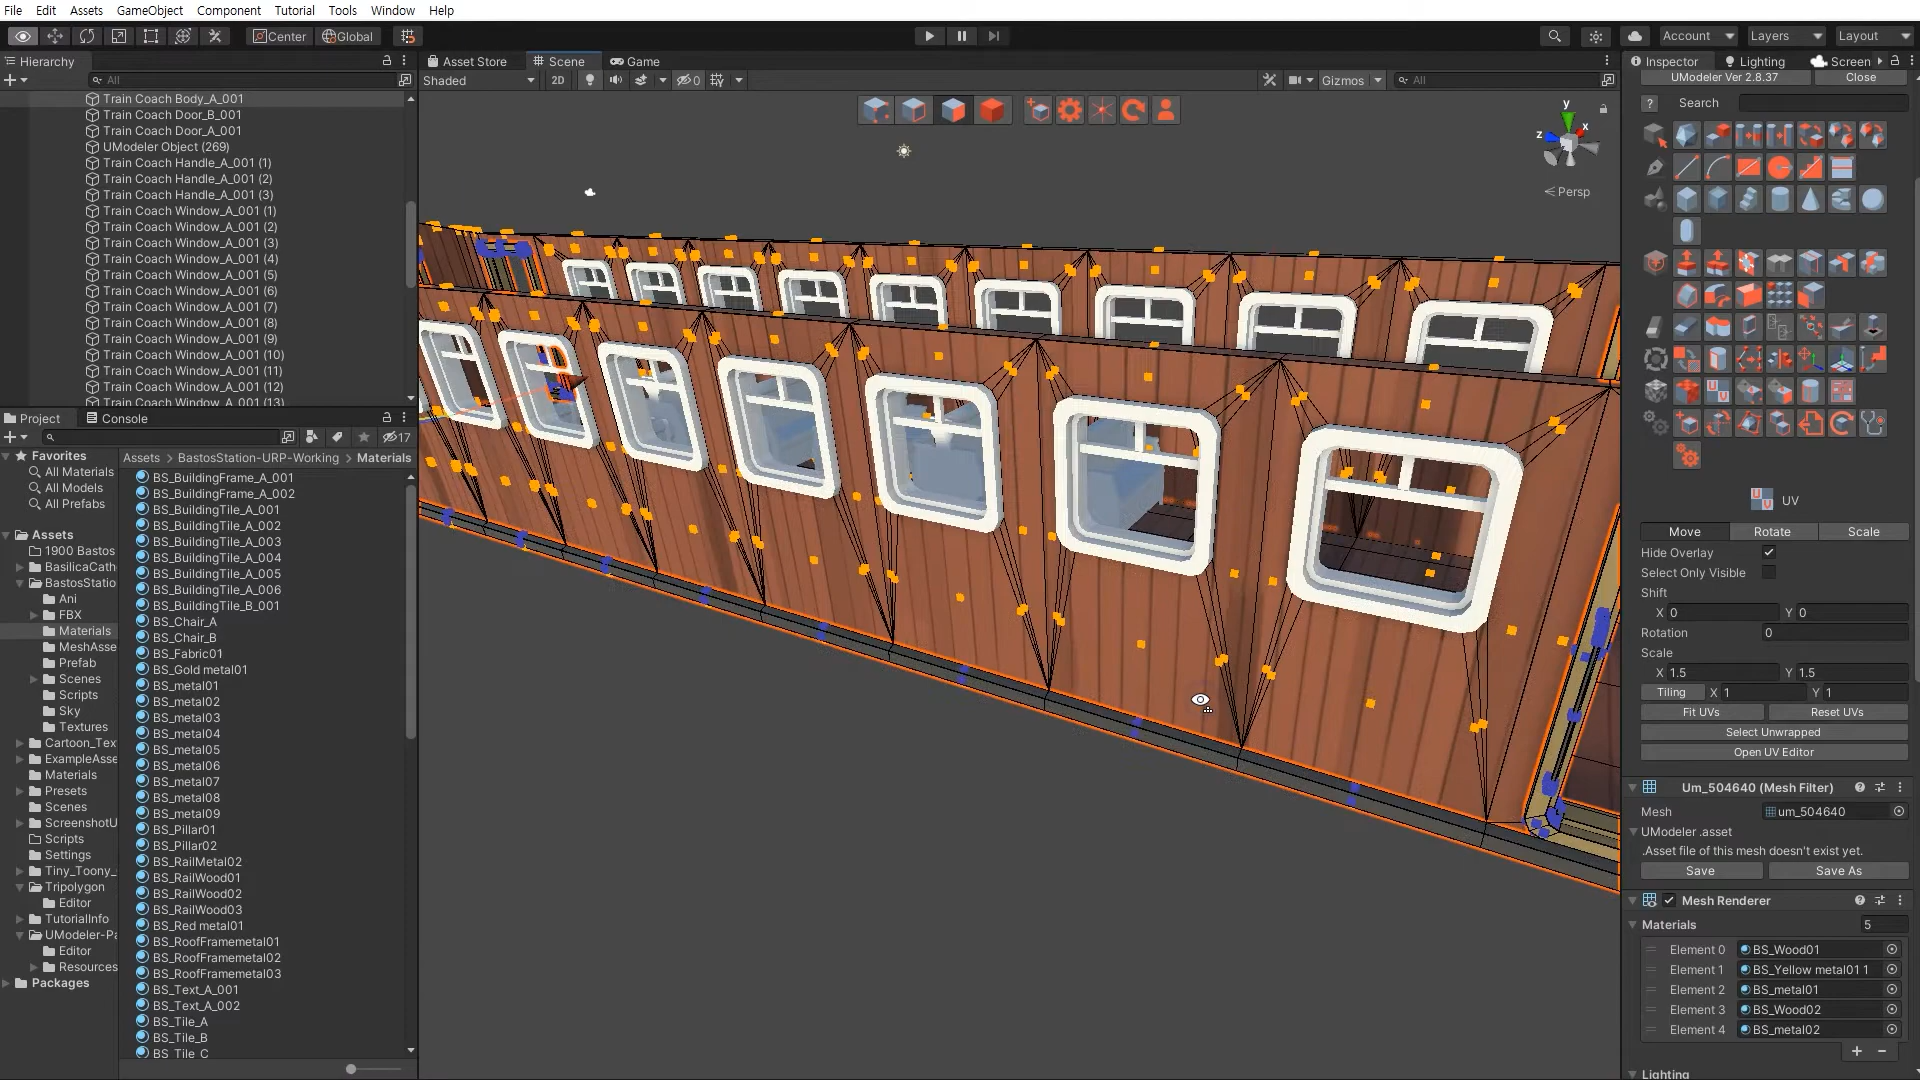 File Edit Assets GameObject Component Tutorial Tools Window Help
Center Global
Account Layers Layout
Hierarchy
All
Train Coach Body_A_001
Train Coach Door_B_001
Train Coach Door_A_001
UModeler Object (269)
Train Coach Handle_A_001 (1)
Train Coach Handle_A_001 (2)
Train Coach Handle_A_001 (3)
Train Coach Window_A_001 (1)
Train Coach Window_A_001 (2)
Train Coach Window_A_001 (3)
Train Coach Window_A_001 (4)
Train Coach Window_A_001 (5)
Train Coach Window_A_001 (6)
Train Coach Window_A_001 (7)
Train Coach Window_A_001 (8)
Train Coach Window_A_001 (9)
Train Coach Window_A_001 (10)
Train Coach Window_A_001 (11)
Train Coach Window_A_001 (12)
Train Coach Window_A_001 (13)
Project Console
17
Favorites
All Materials
All Models
All Prefabs
Assets
1900 Bastos
BasilicaCath
BastosStatio
Ani
FBX
Materials
MeshAsse
Prefab
Scenes
Scripts
Sky
Textures
Cartoon_Tex
ExampleAsse
Materials
Presets
Scenes
ScreenshotU
Scripts
Settings
Tiny_Toony_
Tripolygon
Editor
TutorialInfo
UModeler-Pa
Editor
Resources
Packages
Assets > BastosStation-URP-Working > Materials
BS_BuildingFrame_A_001
BS_BuildingFrame_A_002
BS_BuildingTile_A_001
BS_BuildingTile_A_002
BS_BuildingTile_A_003
BS_BuildingTile_A_004
BS_BuildingTile_A_005
BS_BuildingTile_A_006
BS_BuildingTile_B_001
BS_Chair_A
BS_Chair_B
BS_Fabric01
BS_Gold metal01
BS_metal01
BS_metal02
BS_metal03
BS_metal04
BS_metal05
BS_metal06
BS_metal07
BS_metal08
BS_metal09
BS_Pillar01
BS_Pillar02
BS_RailMetal02
BS_RailWood01
BS_RailWood02
BS_RailWood03
BS_Red metal01
BS_RoofFramemetal01
BS_RoofFramemetal02
BS_RoofFramemetal03
BS_Text_A_001
BS_Text_A_002
BS_Tile_A
BS_Tile_B
BS_Tile_C
Asset Store Scene Game
Shaded 2D 0 Gizmos All
y
z x
Persp
Inspector Lighting Screen
UModeler Ver 2.8.37 Close
? Search
UV
Move Rotate Scale
Hide Overlay
Select Only Visible
Shift
X 0 Y 0
Rotation 0
Scale
X 1.5 Y 1.5
Tiling X 1 Y 1
Fit UVs Reset UVs
Select Unwrapped
Open UV Editor
Um_504640 (Mesh Filter)
Mesh um_504640
UModeler .asset
.Asset file of this mesh doesn't exist yet.
Save Save As
Mesh Renderer
Materials 5
Element 0 BS_Wood01
Element 1 BS_Yellow metal01 1
Element 2 BS_metal01
Element 3 BS_Wood02
Element 4 BS_metal02
+ −
Lighting